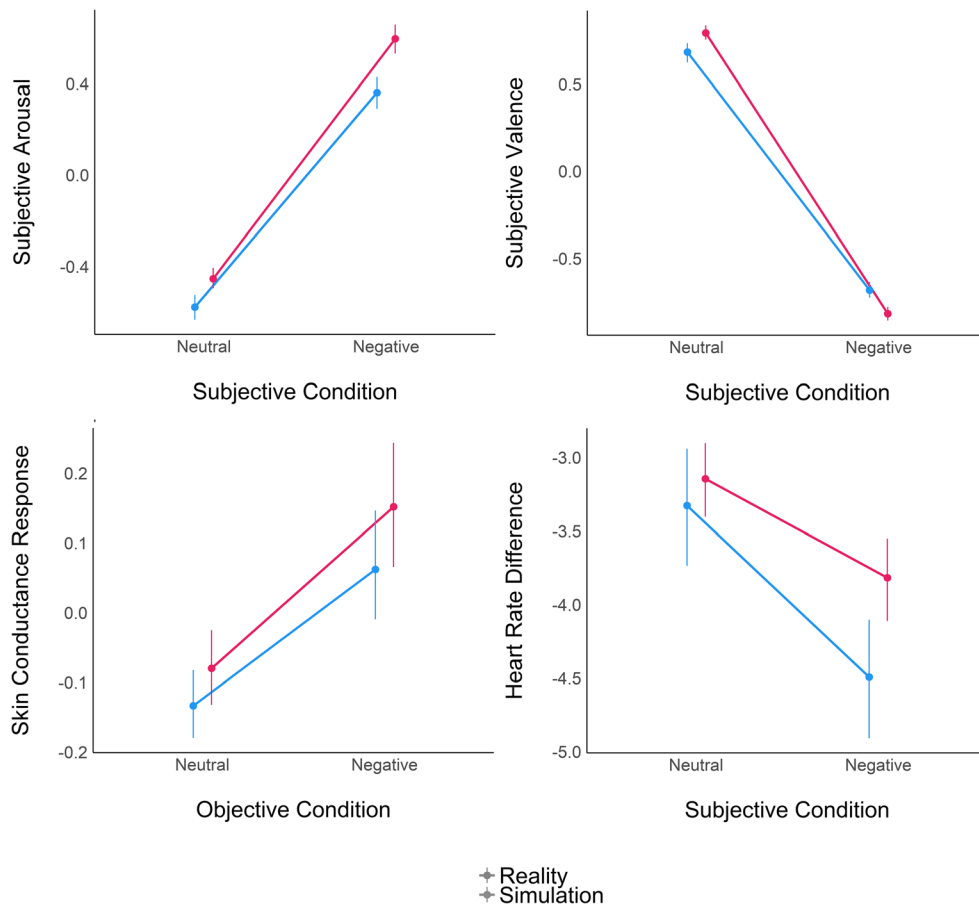 Subjective Arousal
0.4
0.0
-0.4
Neutral Negative
Subjective Condition
Subjective Valence
0.5
0.0
-0.5
Neutral Negative
Subjective Condition
Skin Conductance Response
0.2
0.1
0.0
-0.1
-0.2
Neutral Negative
Objective Condition
Heart Rate Difference
-3.0
-3.5
-4.0
-4.5
-5.0
Neutral Negative
Subjective Condition
Reality
Simulation